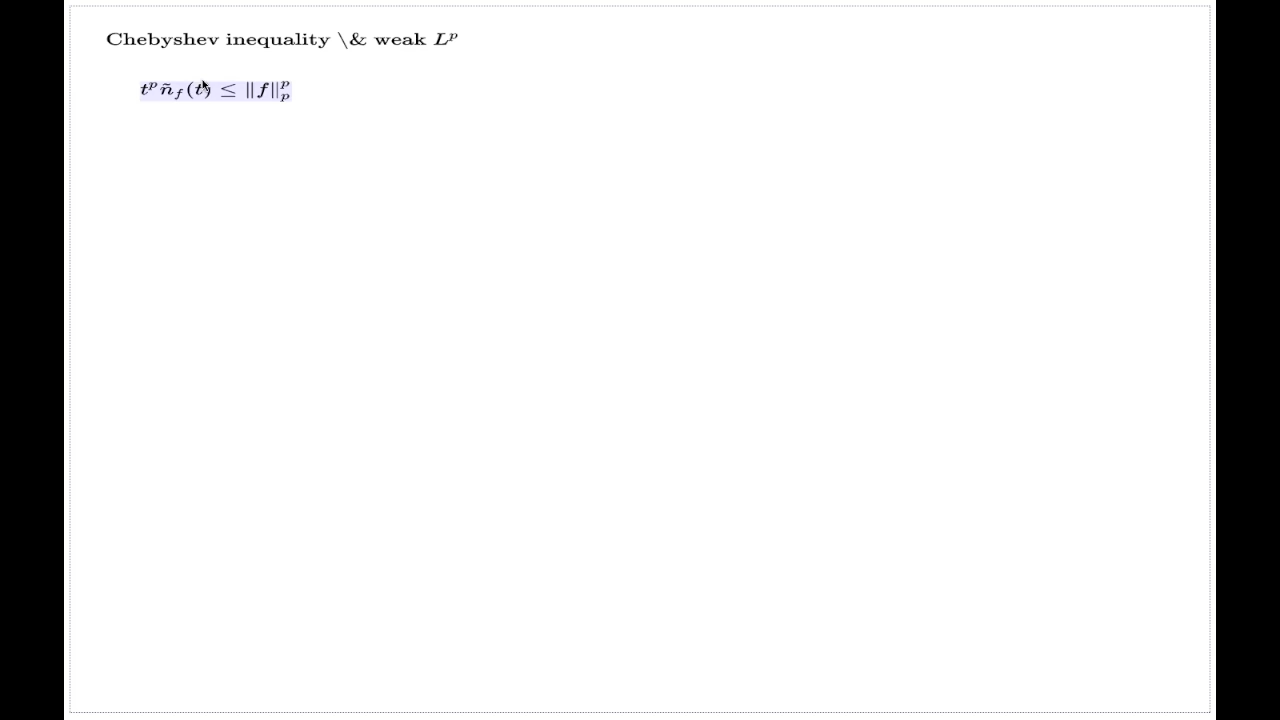 Chebyshev inequality \& weak $L^p$
$t^p \tilde{n}_f(t) \leq \|f\|_p^p$